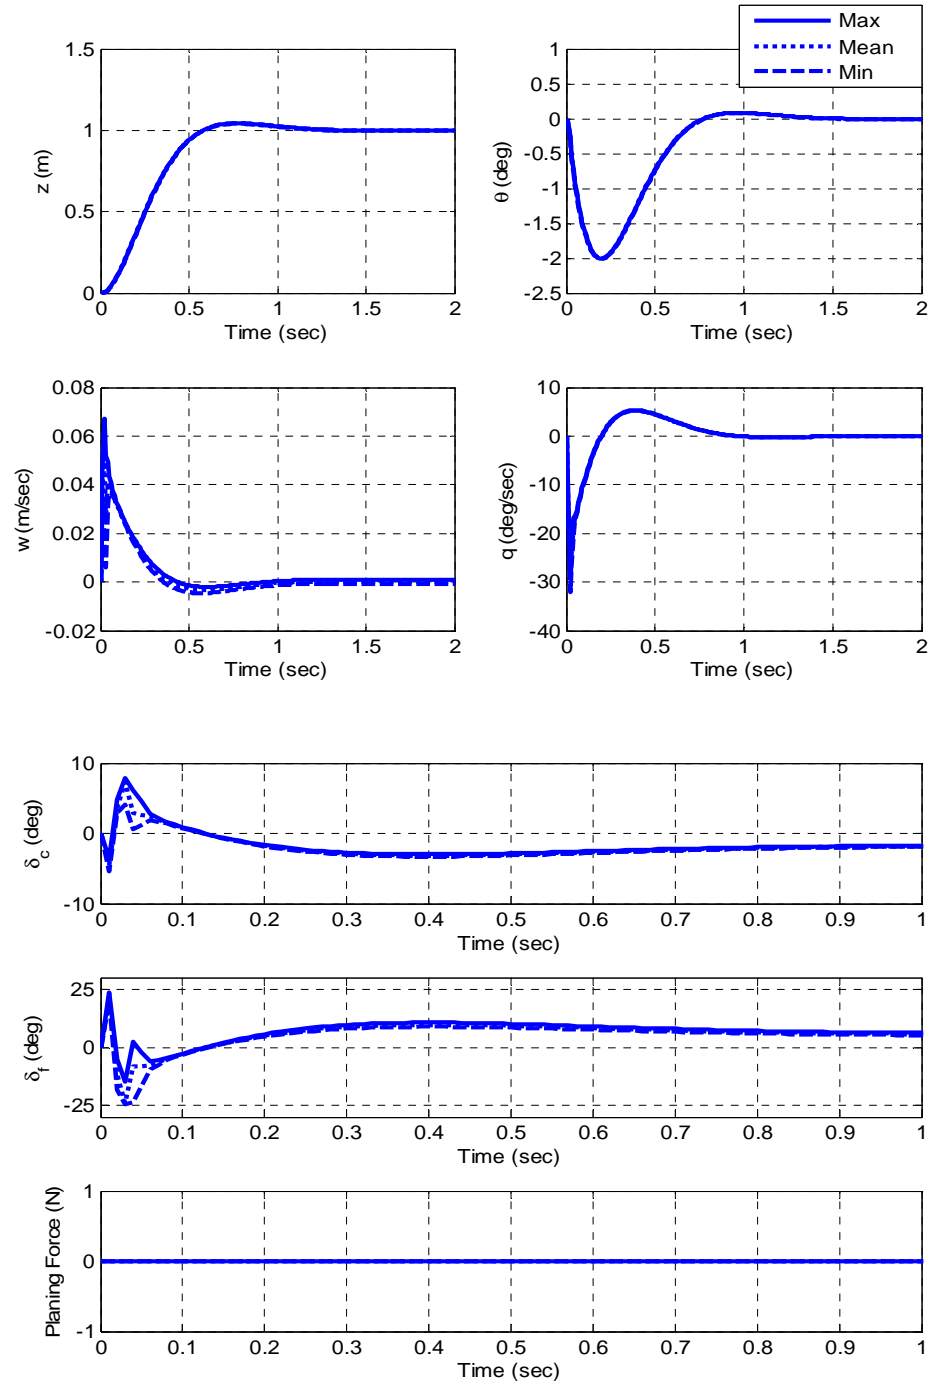 Max
Mean
Min
1.5
1
0.5
0
z (m)
0 0.5 1 1.5 2
Time (sec)
1
0.5
0
-0.5
-1
-1.5
-2
-2.5
θ (deg)
0 0.5 1 1.5 2
Time (sec)
0.08
0.06
0.04
0.02
0
-0.02
w (m/sec)
0 0.5 1 1.5 2
Time (sec)
10
0
-10
-20
-30
-40
q (deg/sec)
0 0.5 1 1.5 2
Time (sec)
10
0
-10
δc (deg)
0 0.1 0.2 0.3 0.4 0.5 0.6 0.7 0.8 0.9 1
Time (sec)
25
0
-25
δf (deg)
0 0.1 0.2 0.3 0.4 0.5 0.6 0.7 0.8 0.9 1
Time (sec)
1
0
-1
Planing Force (N)
0 0.1 0.2 0.3 0.4 0.5 0.6 0.7 0.8 0.9 1
Time (sec)